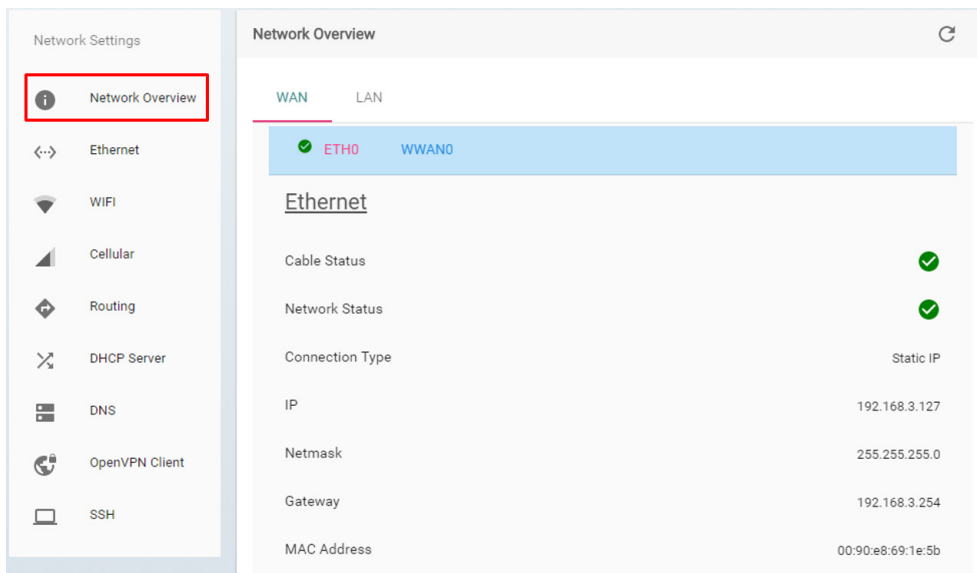 Network Settings
Network Overview
Ethernet
WIFI
Cellular
Routing
DHCP Server
DNS
OpenVPN Client
SSH
Network Overview
WAN LAN
ETH0 WWAN0
Ethernet
Cable Status
Network Status
Connection Type Static IP
IP 192.168.3.127
Netmask 255.255.255.0
Gateway 192.168.3.254
MAC Address 00:90:e8:69:1e:5b